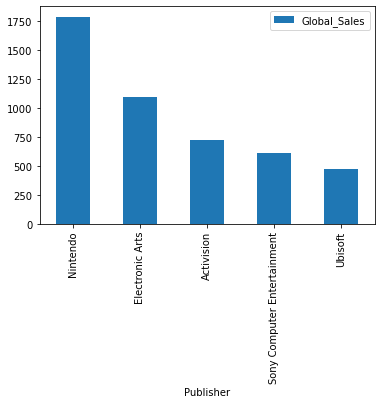 Global_Sales
1750
1500
1250
1000
750
500
250
0
Nintendo
Electronic Arts
Activision
Sony Computer Entertainment
Ubisoft
Publisher